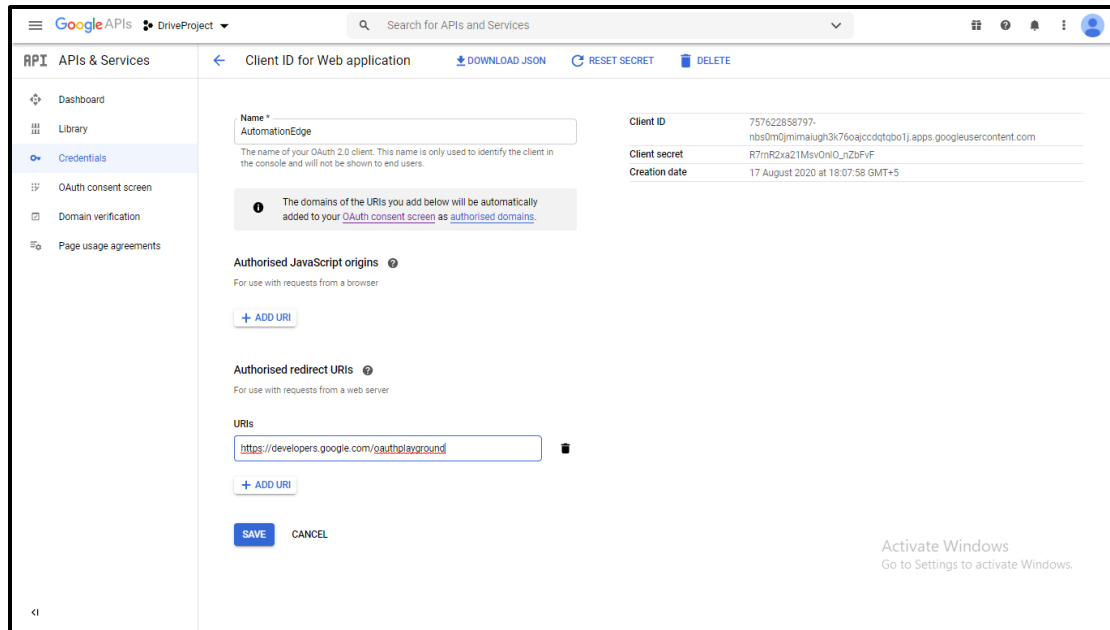 Google APIs DriveProject Search for APIs and Services
API APIs & Services Client ID for Web application DOWNLOAD JSON RESET SECRET DELETE
Dashboard
Library
Credentials
OAuth consent screen
Domain verification
Page usage agreements
Name *
AutomationEdge
The name of your OAuth 2.0 client. This name is only used to identify the client in
the console and will not be shown to end users.
The domains of the URIs you add below will be automatically
added to your OAuth consent screen as authorised domains.
Authorised JavaScript origins
For use with requests from a browser
+ ADD URI
Authorised redirect URIs
For use with requests from a web server
URIs
https://developers.google.com/oauthplayground
+ ADD URI
SAVE CANCEL
Client ID 757622858797-
nbs0m0jmimaiugh3k76oajccdqtqbo1j.apps.googleusercontent.com
Client secret
Creation date 17 August 2020 at 18:07:58 GMT+5
Activate Windows
Go to Settings to activate Windows.